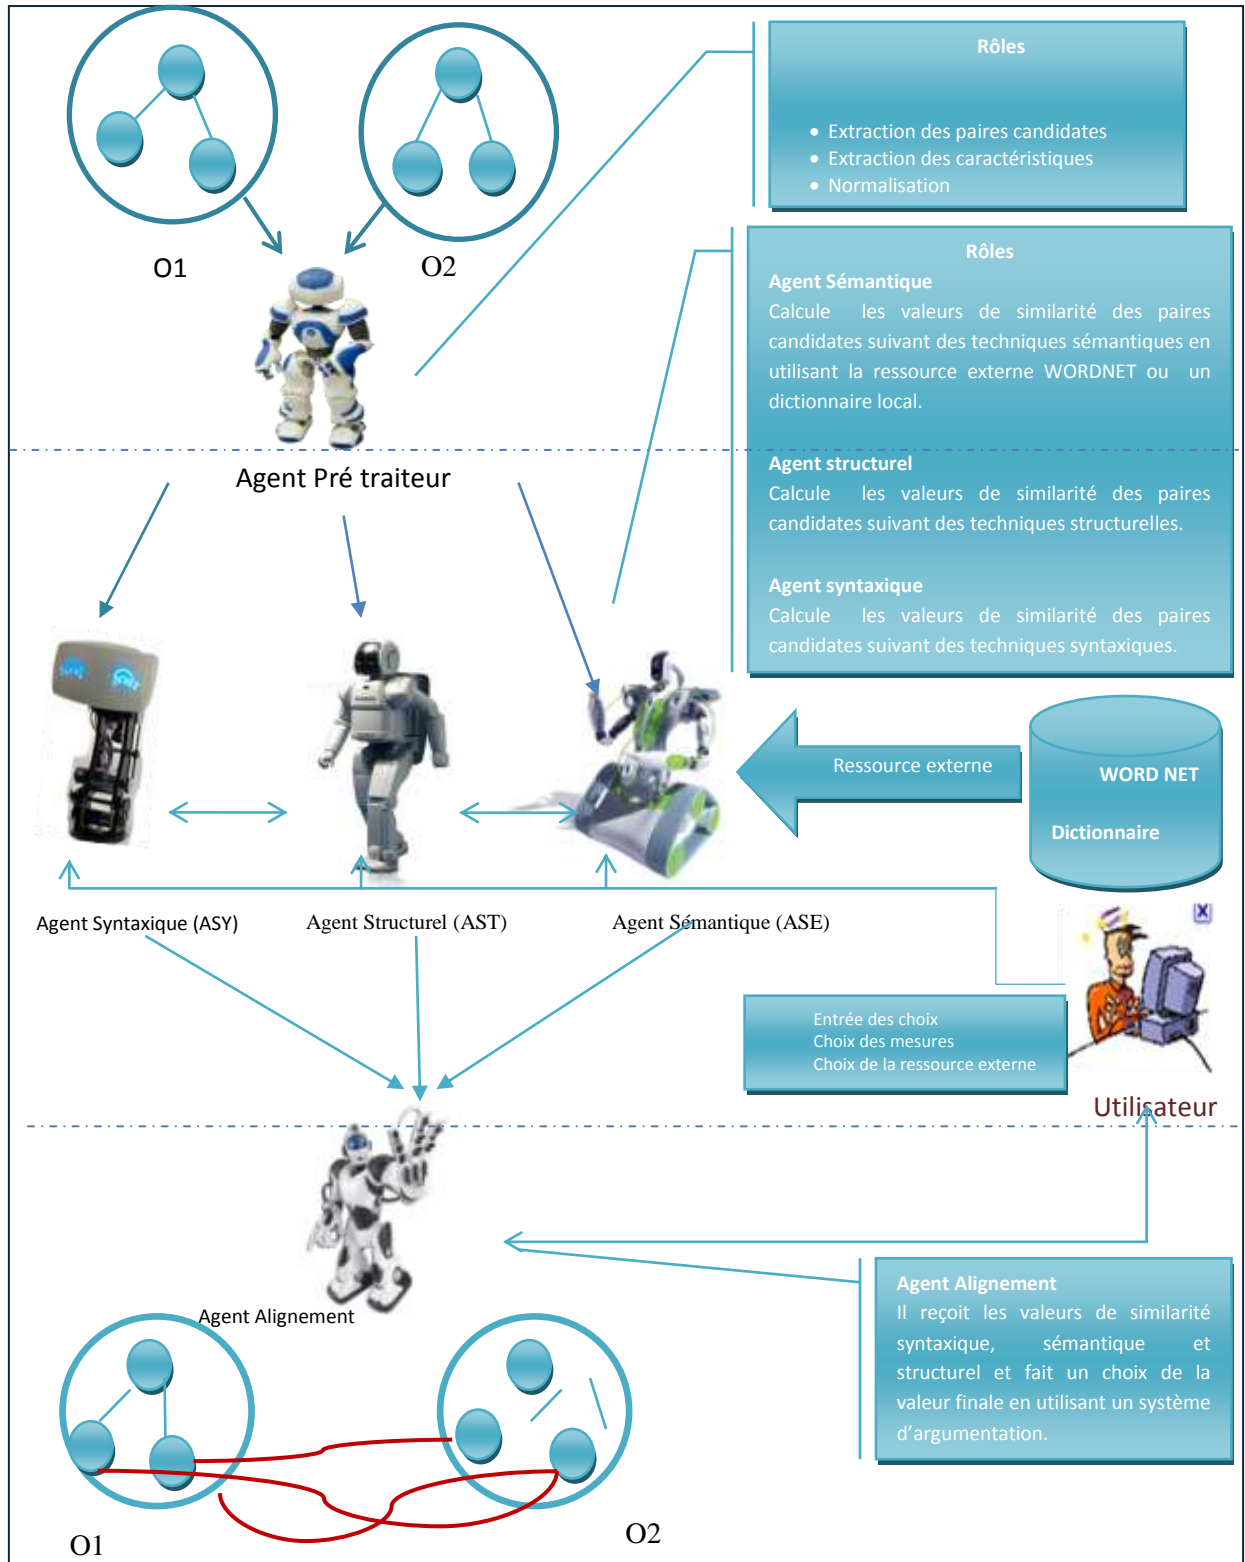 Rôles
• Extraction des paires candidates
• Extraction des caractéristiques
• Normalisation
O1
O2
Rôles
Agent Sémantique
Calcule les valeurs de similarité des paires
candidates suivant des techniques sémantiques en
utilisant la ressource externe WORDNET ou un
dictionnaire local.
Agent structurel
Calcule les valeurs de similarité des paires
candidates suivant des techniques structurelles.
Agent syntaxique
Calcule les valeurs de similarité des paires
candidates suivant des techniques syntaxiques.
Agent Pré traiteur
Ressource externe
WORD NET
Dictionnaire
Agent Syntaxique (ASY)
Agent Structurel (AST)
Agent Sémantique (ASE)
Entrée des choix
Choix des mesures
Choix de la ressource externe
Utilisateur
Agent Alignement
Il reçoit les valeurs de similarité
syntaxique, sémantique et
structurel et fait un choix de la
valeur finale en utilisant un système
d'argumentation.
Agent Alignement
O1
O2